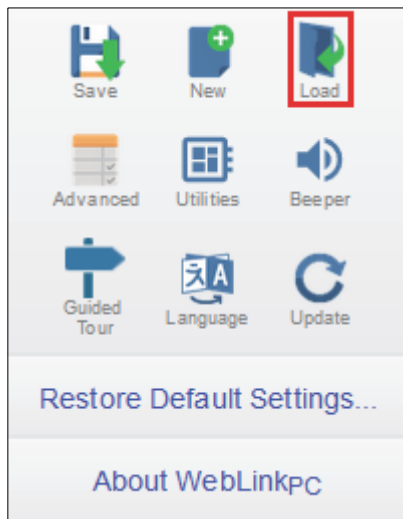 Save New Load
Advanced Utilities Beeper
Guided
Tour Language Update
Restore Default Settings...
About WebLinkPC